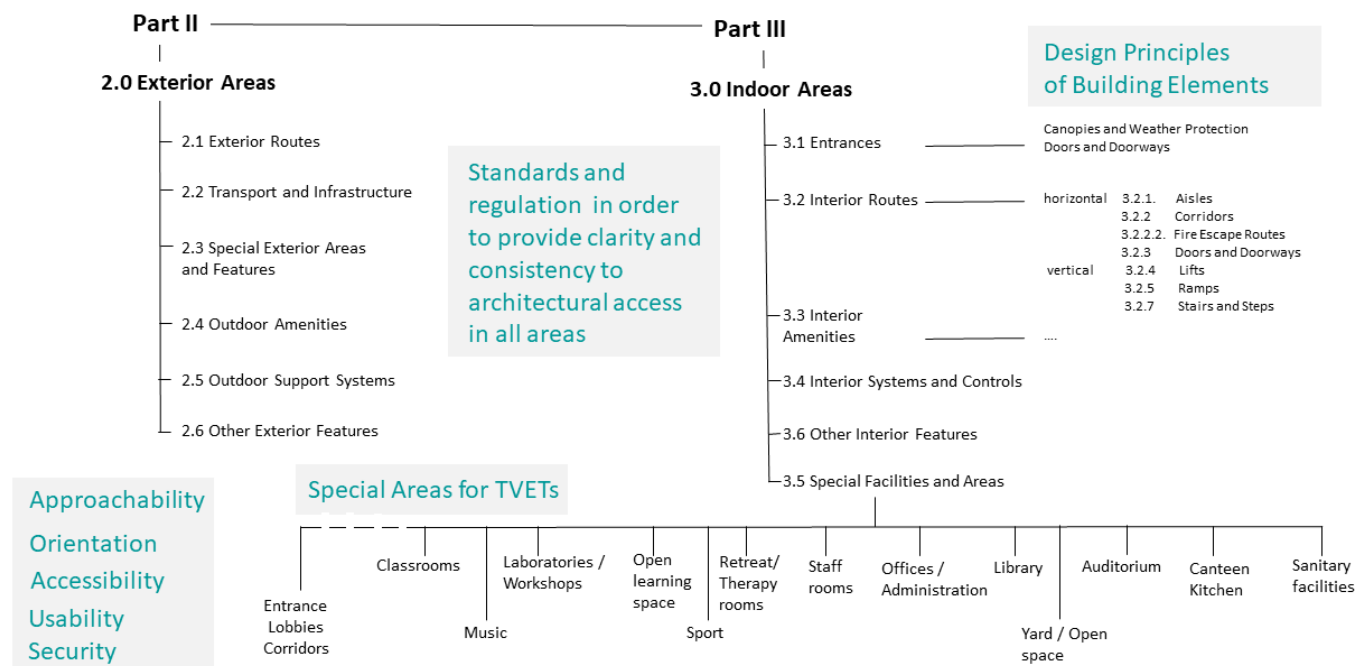 Part II
Part III
2.0 Exterior Areas
3.0 Indoor Areas
Design Principles
of Building Elements
2.1 Exterior Routes
2.2 Transport and Infrastructure
2.3 Special Exterior Areas
and Features
2.4 Outdoor Amenities
2.5 Outdoor Support Systems
2.6 Other Exterior Features
Standards and
regulation in order
to provide clarity and
consistency to
architectural access
in all areas
3.1 Entrances
Canopies and Weather Protection
Doors and Doorways
3.2 Interior Routes
horizontal 3.2.1. Aisles
3.2.2 Corridors
3.2.2.2. Fire Escape Routes
3.2.3 Doors and Doorways
vertical 3.2.4 Lifts
3.2.5 Ramps
3.2.7 Stairs and Steps
3.3 Interior
Amenities
....
3.4 Interior Systems and Controls
3.6 Other Interior Features
3.5 Special Facilities and Areas
Approachability
Orientation
Accessibility
Usability
Security
Special Areas for TVETs
Entrance
Lobbies
Corridors
Classrooms
Music
Laboratories /
Workshops
Open
learning
space
Sport
Retreat/
Therapy
rooms
Staff
rooms
Offices /
Administration
Library
Yard / Open
space
Auditorium
Canteen
Kitchen
Sanitary
facilities